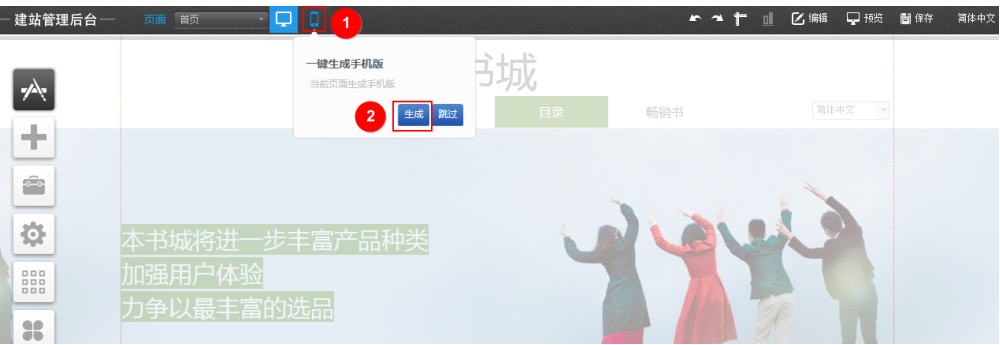 建站管理后台
页面
首页
1
编辑
预览
保存
简体中文
一键生成手机版
当前页面生成手机版
2
生成
跳过
书城
目录
畅销书
简体中文
本书城将进一步丰富产品种类
加强用户体验
力争以最丰富的选品